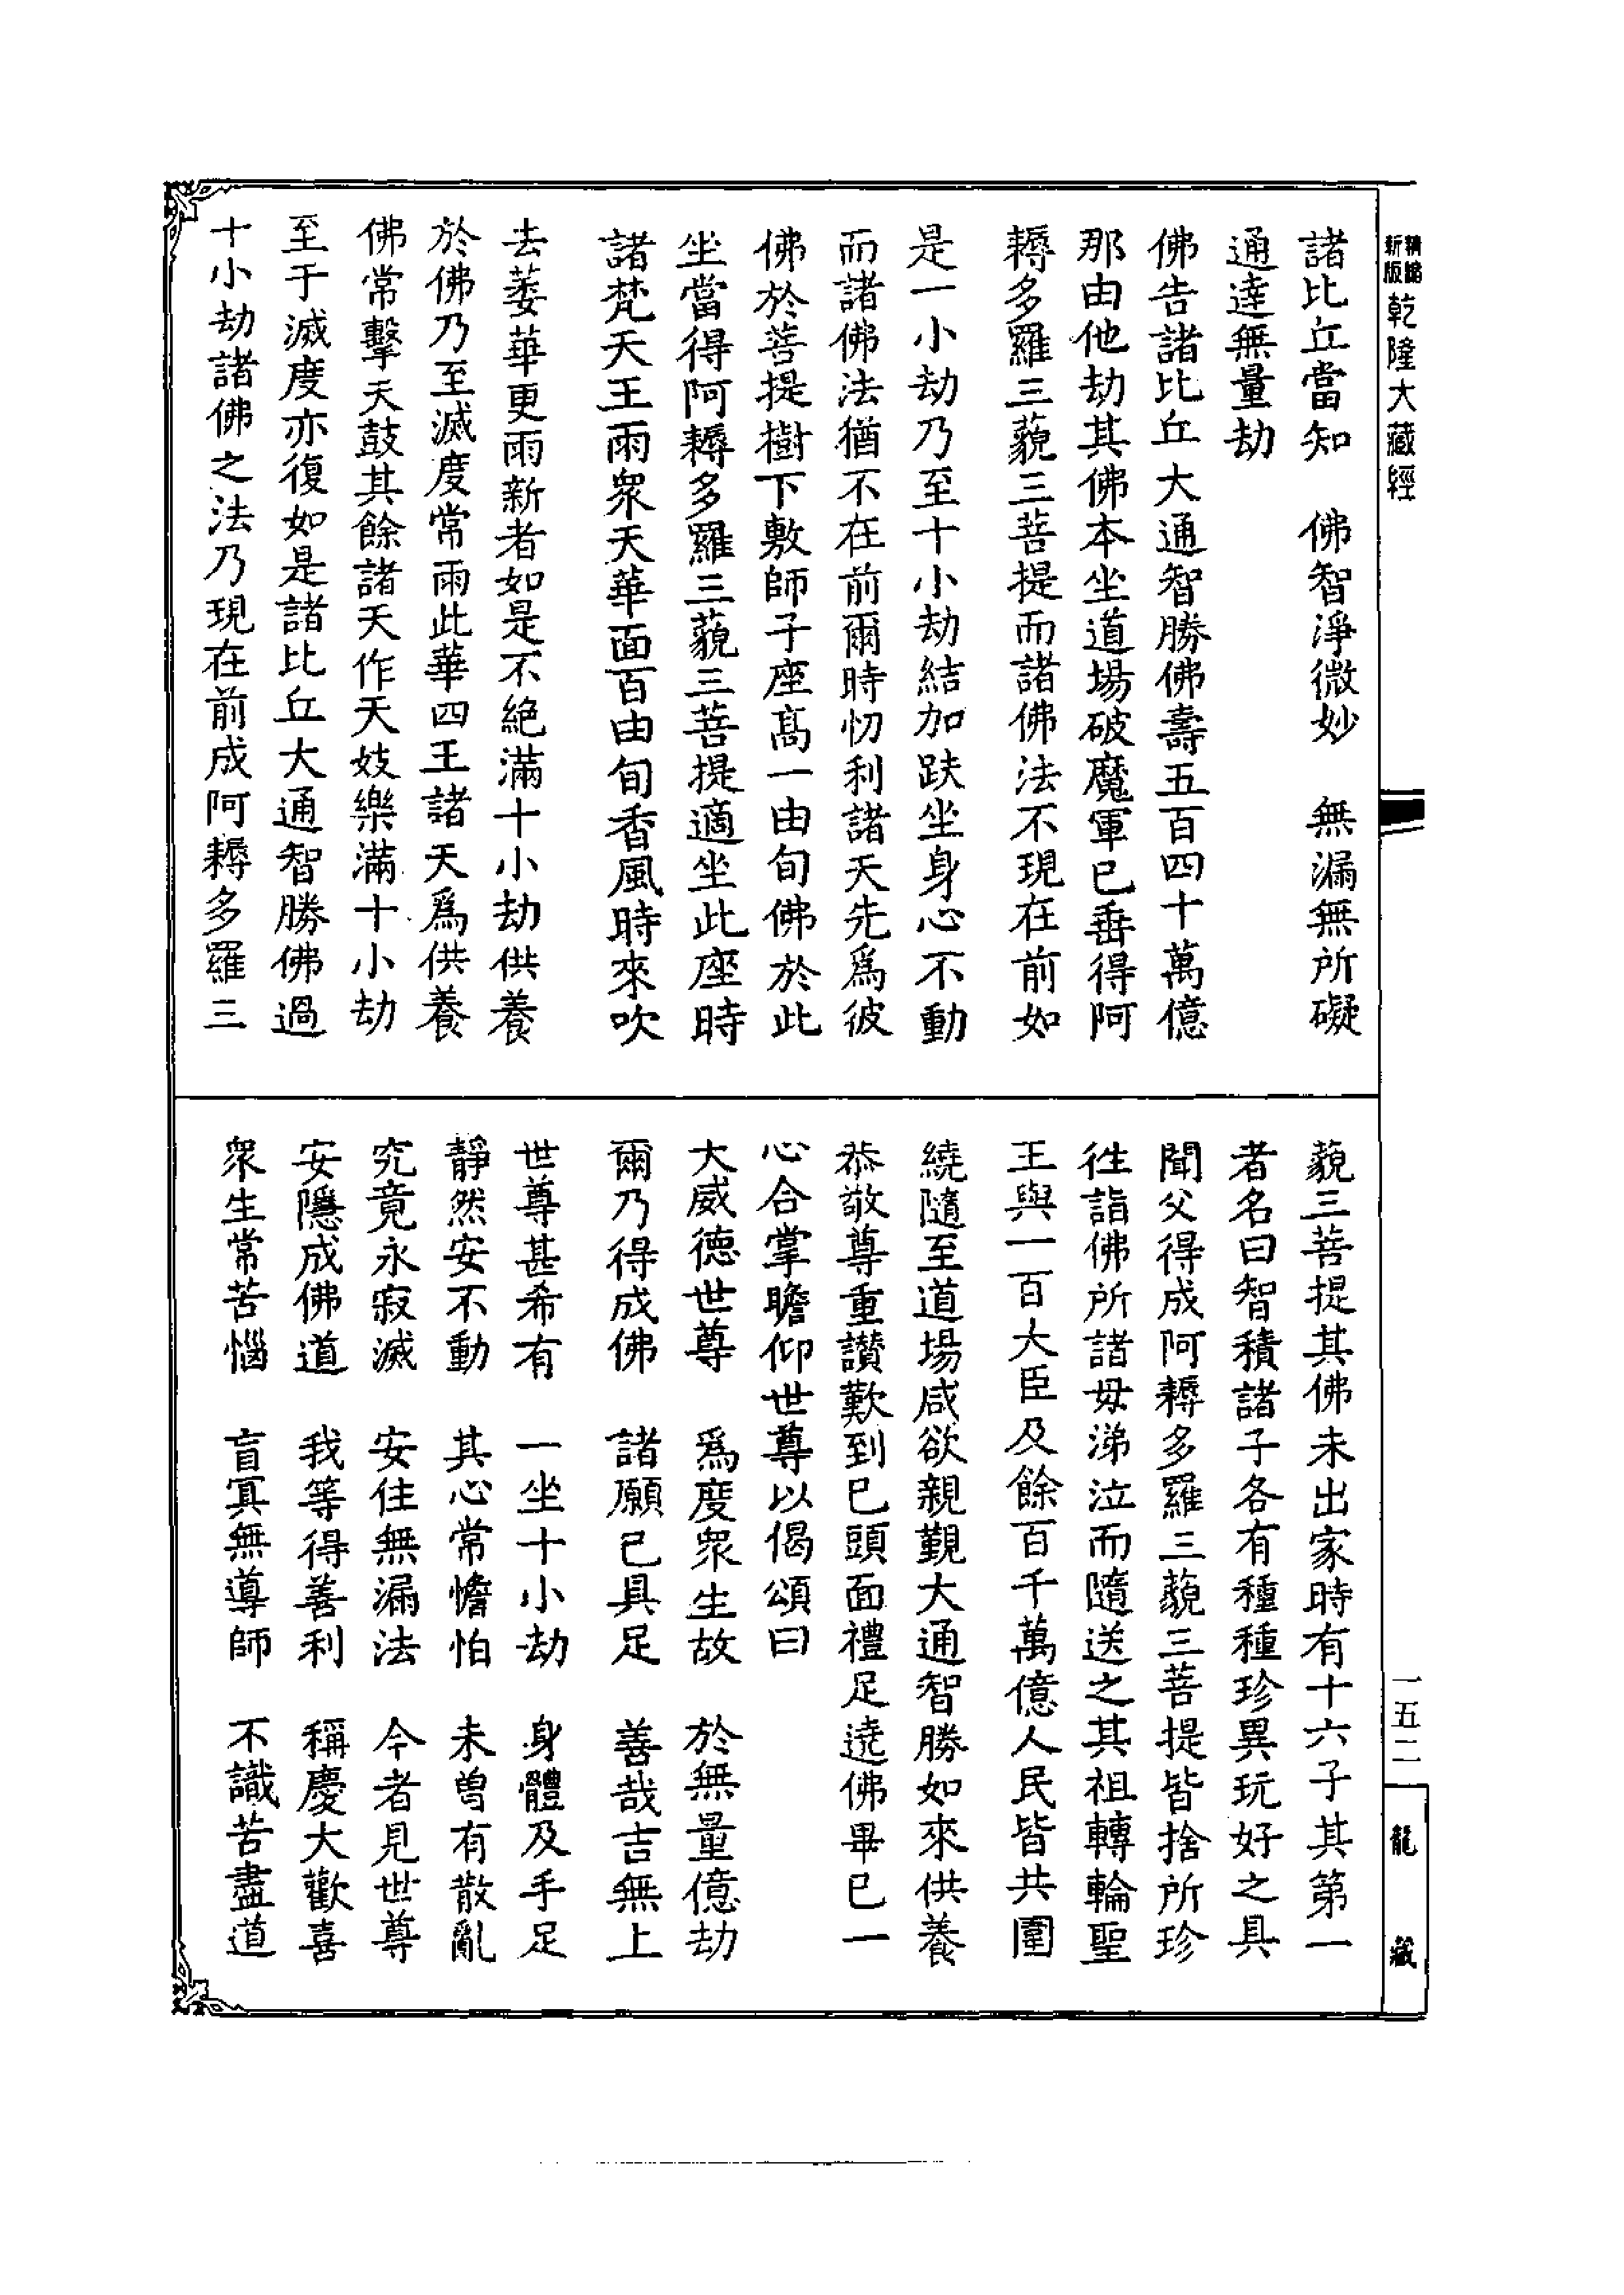 精縮新版
乾隆大藏經
諸比丘當知　佛智淨微妙　無漏無所礙
通達無量劫
佛告諸比丘大通智勝佛壽五百四十萬億
那由他劫其佛本坐道場破魔軍已垂得阿
耨多羅三藐三菩提而諸佛法不現在前如
是一小劫乃至十小劫結加趺坐身心不動
而諸佛法猶不在前爾時忉利諸天先為彼
佛於菩提樹下敷師子座高一由旬佛於此
坐當得阿耨多羅三藐三菩提適坐此座時
諸梵天王雨眾天華面百由旬香風時來吹
去萎華更雨新者如是不絕滿十小劫供養
於佛乃至滅度常雨此華四王諸天為供養
佛常擊天鼓其餘諸天作天妓樂滿十小劫
至于滅度亦復如是諸比丘大通智勝佛過
十小劫諸佛之法乃現在前成阿耨多羅三
藐三菩提其佛未出家時有十六子其第一
者名曰智積諸子各有種種珍異玩好之具
聞父得成阿耨多羅三藐三菩提皆捨所珍
往詣佛所諸母涕泣而隨送之其祖轉輪聖
王與一百大臣及餘百千萬億人民皆共圍
繞隨至道場咸欲親覲大通智勝如來供養
恭敬尊重讚歎到已頭面禮足遶佛畢已一
心合掌瞻仰世尊以偈頌曰
大威德世尊　為度眾生故　於無量億劫
爾乃得成佛　諸願已具足　善哉吉無上
世尊甚希有　一坐十小劫　身體及手足
靜然安不動　其心常憺怕　未曾有散亂
究竟永寂滅　安住無漏法　今者見世尊
安隱成佛道　我等得善利　稱慶大歡喜
眾生常苦惱　盲冥無導師　不識苦盡道
一五二
龍藏